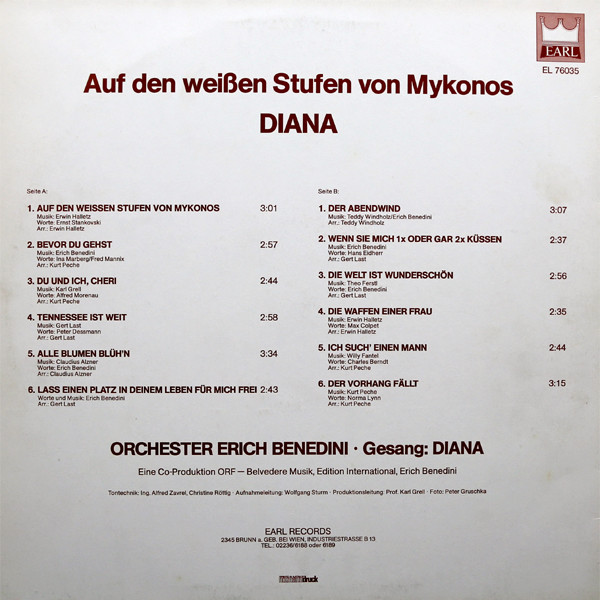 EARL
EL 76035
Auf den weißen Stufen von Mykonos
DIANA
Seite A:
1. AUF DEN WEISSEN STUFEN VON MYKONOS 3:01
Musik: Erwin Halletz
Worte: Ernst Stankovski
Arr.: Erwin Halletz
2. BEVOR DU GEHST 2:57
Musik: Erich Benedini
Worte: Ina Marberg/Fred Mannix
Arr.: Kurt Peche
3. DU UND ICH, CHERI 2:44
Musik: Karl Grell
Worte: Alfred Morenau
Arr.: Kurt Peche
4. TENNESSEE IST WEIT 2:58
Musik: Gert Last
Worte: Peter Dessmann
Arr.: Gert Last
5. ALLE BLUMEN BLÜH'N 3:34
Musik: Claudius Alzner
Worte: Erich Benedini
Arr.: Claudius Alzner
6. LASS EINEN PLATZ IN DEINEM LEBEN FÜR MICH FREI 2:43
Worte und Musik: Erich Benedini
Arr.: Gert Last
Seite B:
1. DER ABENDWIND 3:07
Musik: Teddy Windholz/Erich Benedini
Arr.: Teddy Windholz
2. WENN SIE MICH 1x ODER GAR 2x KÜSSEN 2:37
Musik: Erich Benedini
Worte: Hans Eidherr
Arr.: Gert Last
3. DIE WELT IST WUNDERSCHÖN 2:56
Musik: Theo Ferstl
Worte: Erich Benedini
Arr.: Gert Last
4. DIE WAFFEN EINER FRAU 2:35
Musik: Erwin Halletz
Worte: Max Colpet
Arr.: Erwin Halletz
5. ICH SUCH' EINEN MANN 2:44
Musik: Willy Fantel
Worte: Charles Berndt
Arr.: Kurt Peche
6. DER VORHANG FÄLLT 3:15
Musik: Kurt Peche
Worte: Norma Lynn
Arr.: Kurt Peche
ORCHESTER ERICH BENEDINI · Gesang: DIANA
Eine Co-Produktion ORF — Belvedere Musik, Edition International, Erich Benedini
Tontechnik: Ing. Alfred Zavrel, Christine Röttig · Aufnahmeleitung: Wolfgang Sturm · Produktionsleitung: Prof. Karl Grell · Foto: Peter Gruschka
EARL RECORDS
2345 BRUNN a. GEB. BEI WIEN, INDUSTRIESTRASSE B 13
TEL.: 02236/6188 oder 6189
druck